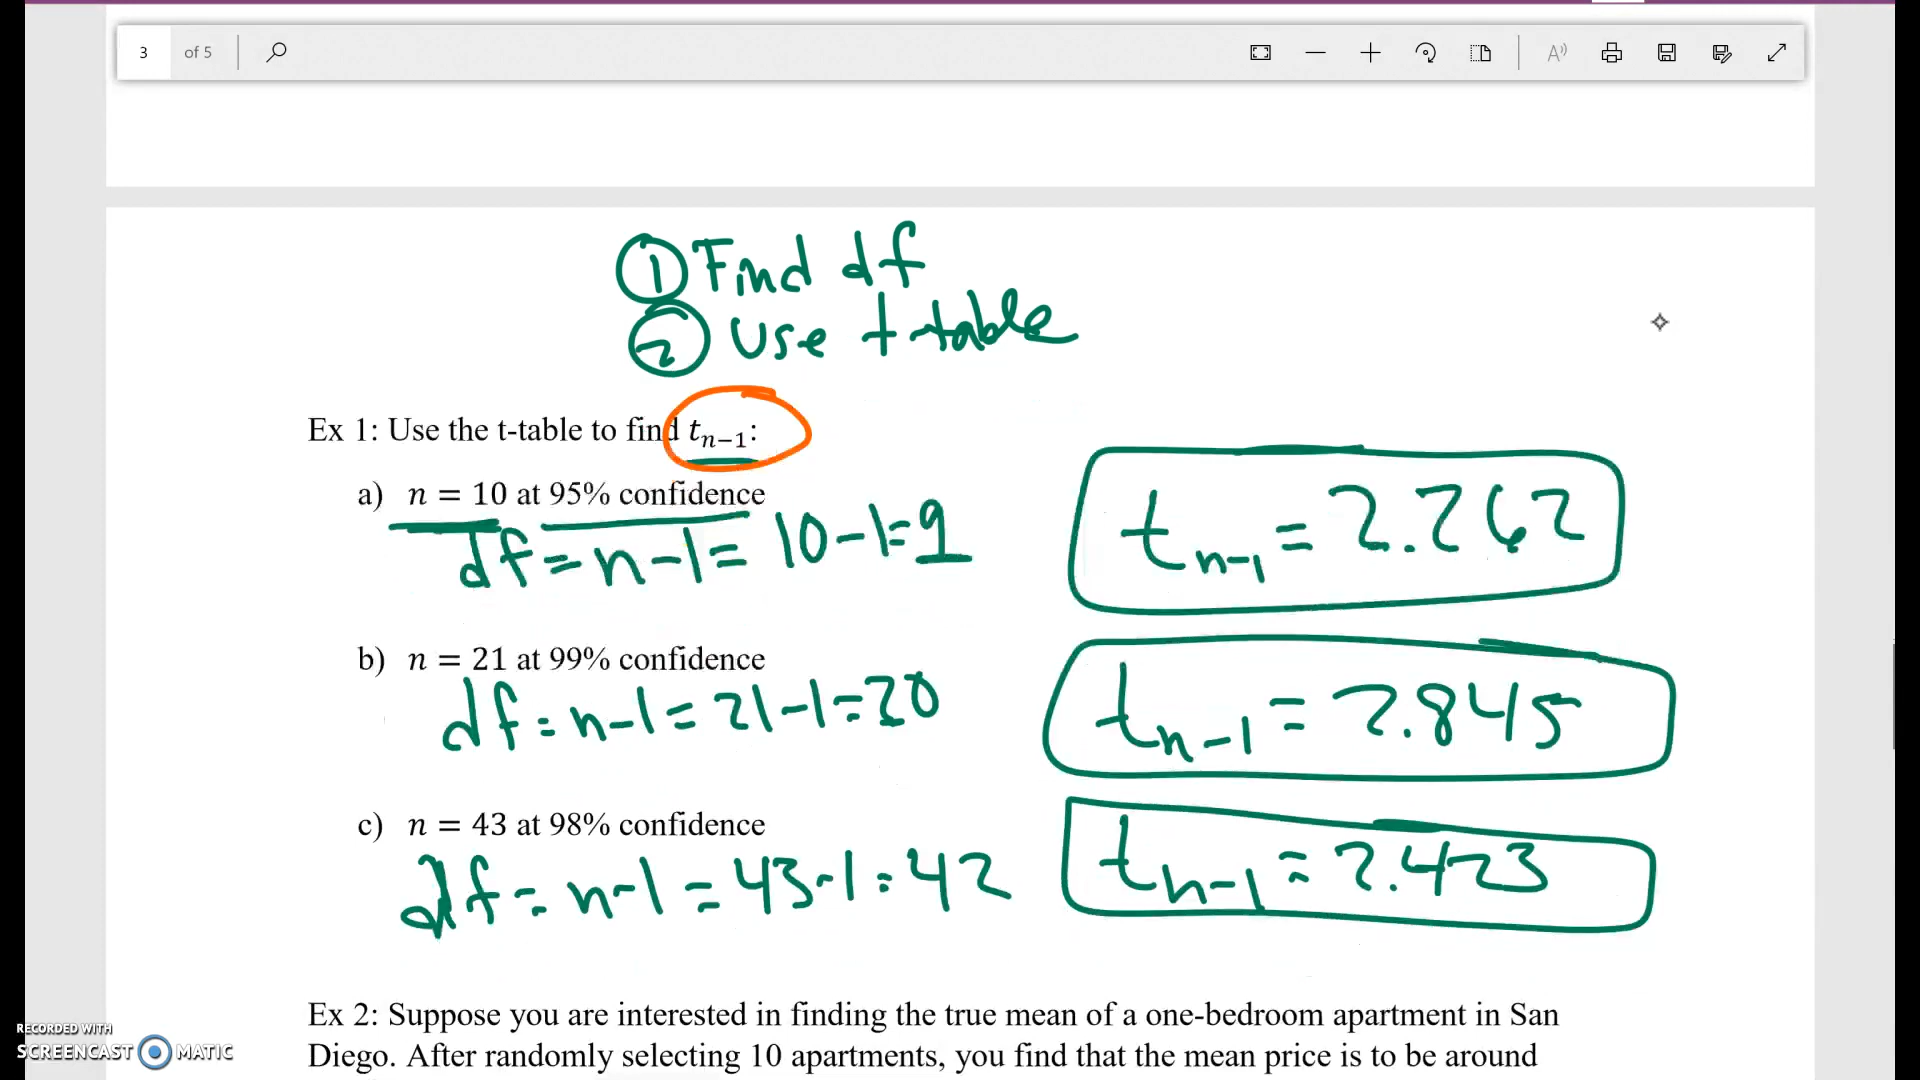 3 of 5
① Find df
② Use t-table
Ex 1: Use the t-table to find tₙ₋₁:
a) n = 10 at 95% confidence
df = n-1 = 10-1=9
tₙ₋₁ = 2.262
b) n = 21 at 99% confidence
df = n-1 = 21-1=20
tₙ₋₁ = 2.845
c) n = 43 at 98% confidence
df = n-1 = 43-1=42
tₙ₋₁ = 2.423
Ex 2: Suppose you are interested in finding the true mean of a one-bedroom apartment in San
Diego. After randomly selecting 10 apartments, you find that the mean price is to be around
RECORDED WITH
SCREENCAST MATIC